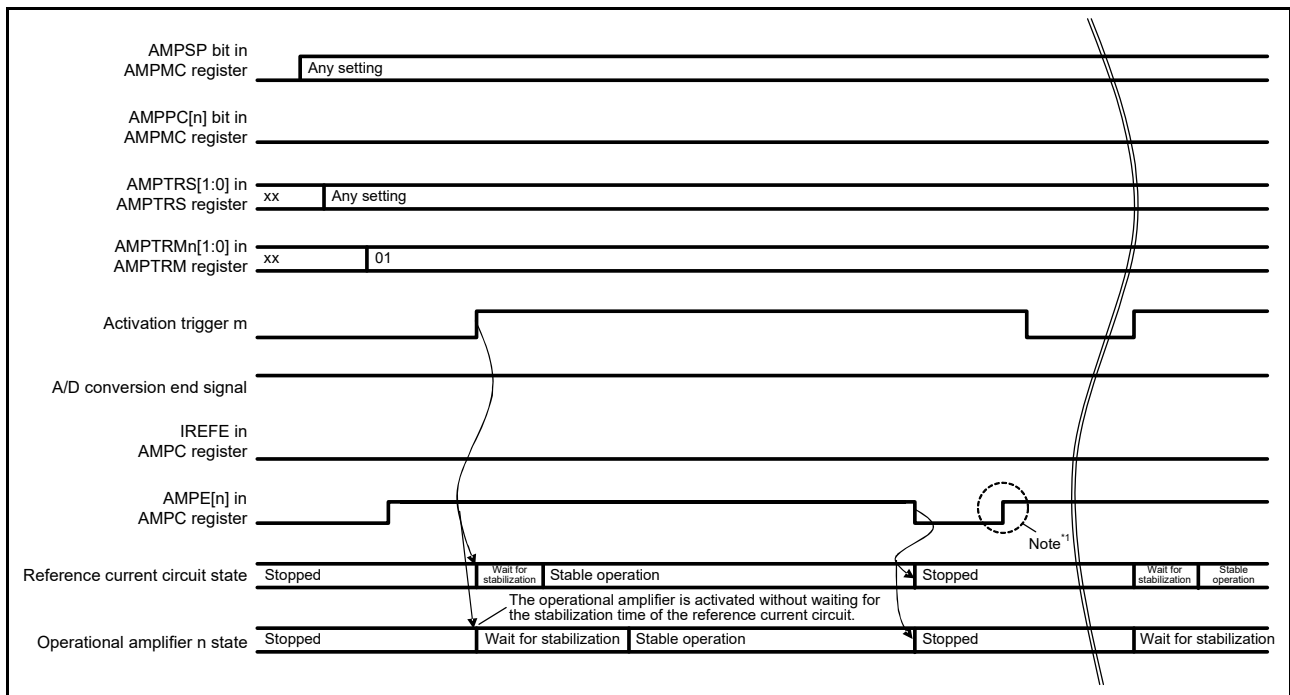 AMPSP bit in
AMPMC register
Any setting
AMPPC[n] bit in
AMPMC register
AMPTRS[1:0] in
AMPTRS register
xx
Any setting
AMPTRMn[1:0] in
AMPTRM register
xx
01
Activation trigger m
A/D conversion end signal
IREFE in
AMPC register
AMPE[n] in
AMPC register
Note*1
Reference current circuit state
Stopped
Wait for
stabilization
Stable operation
Stopped
Wait for
stabilization
Stable
operation
The operational amplifier is activated without waiting for
the stabilization time of the reference current circuit.
Operational amplifier n state
Stopped
Wait for stabilization
Stable operation
Stopped
Wait for stabilization